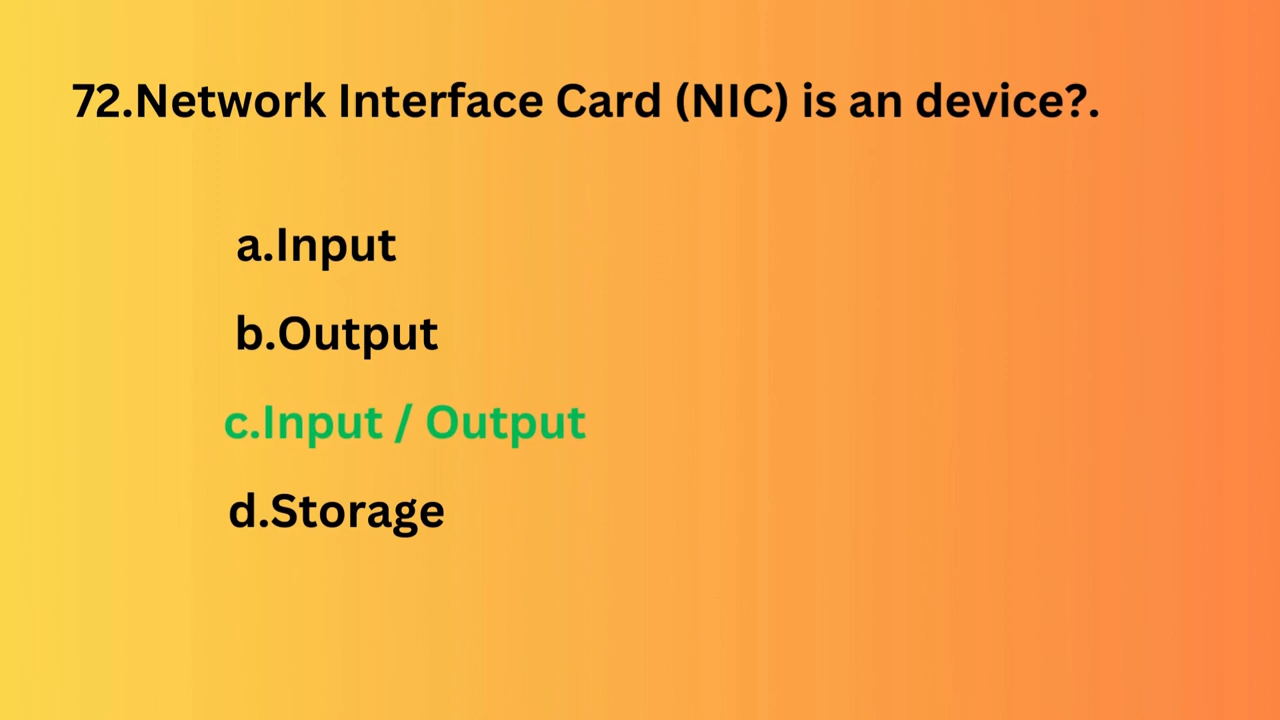 72.Network Interface Card (NIC) is an device?.
a.Input
b.Output
c.Input / Output
d.Storage